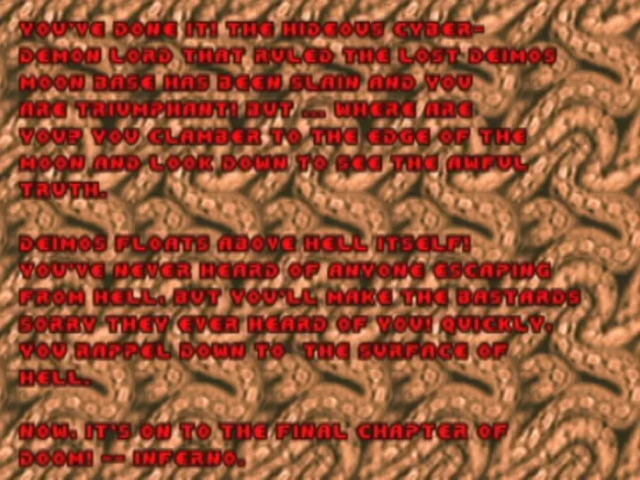 YOU'VE DONE IT! THE HIDEOUS CYBER-
DEMON LORD THAT RULED THE LOST DEIMOS
MOON BASE HAS BEEN SLAIN AND YOU
ARE TRIUMPHANT! BUT ... WHERE ARE
YOU? YOU CLAMBER TO THE EDGE OF THE
MOON AND LOOK DOWN TO SEE THE AWFUL
TRUTH.
DEIMOS FLOATS ABOVE HELL ITSELF!
YOU'VE NEVER HEARD OF ANYONE ESCAPING
FROM HELL, BUT YOU'LL MAKE THE BASTARDS
SORRY THEY EVER HEARD OF YOU! QUICKLY,
YOU RAPPEL DOWN TO THE SURFACE OF
HELL.
NOW, IT'S ON TO THE FINAL CHAPTER OF
DOOM! -- INFERNO.